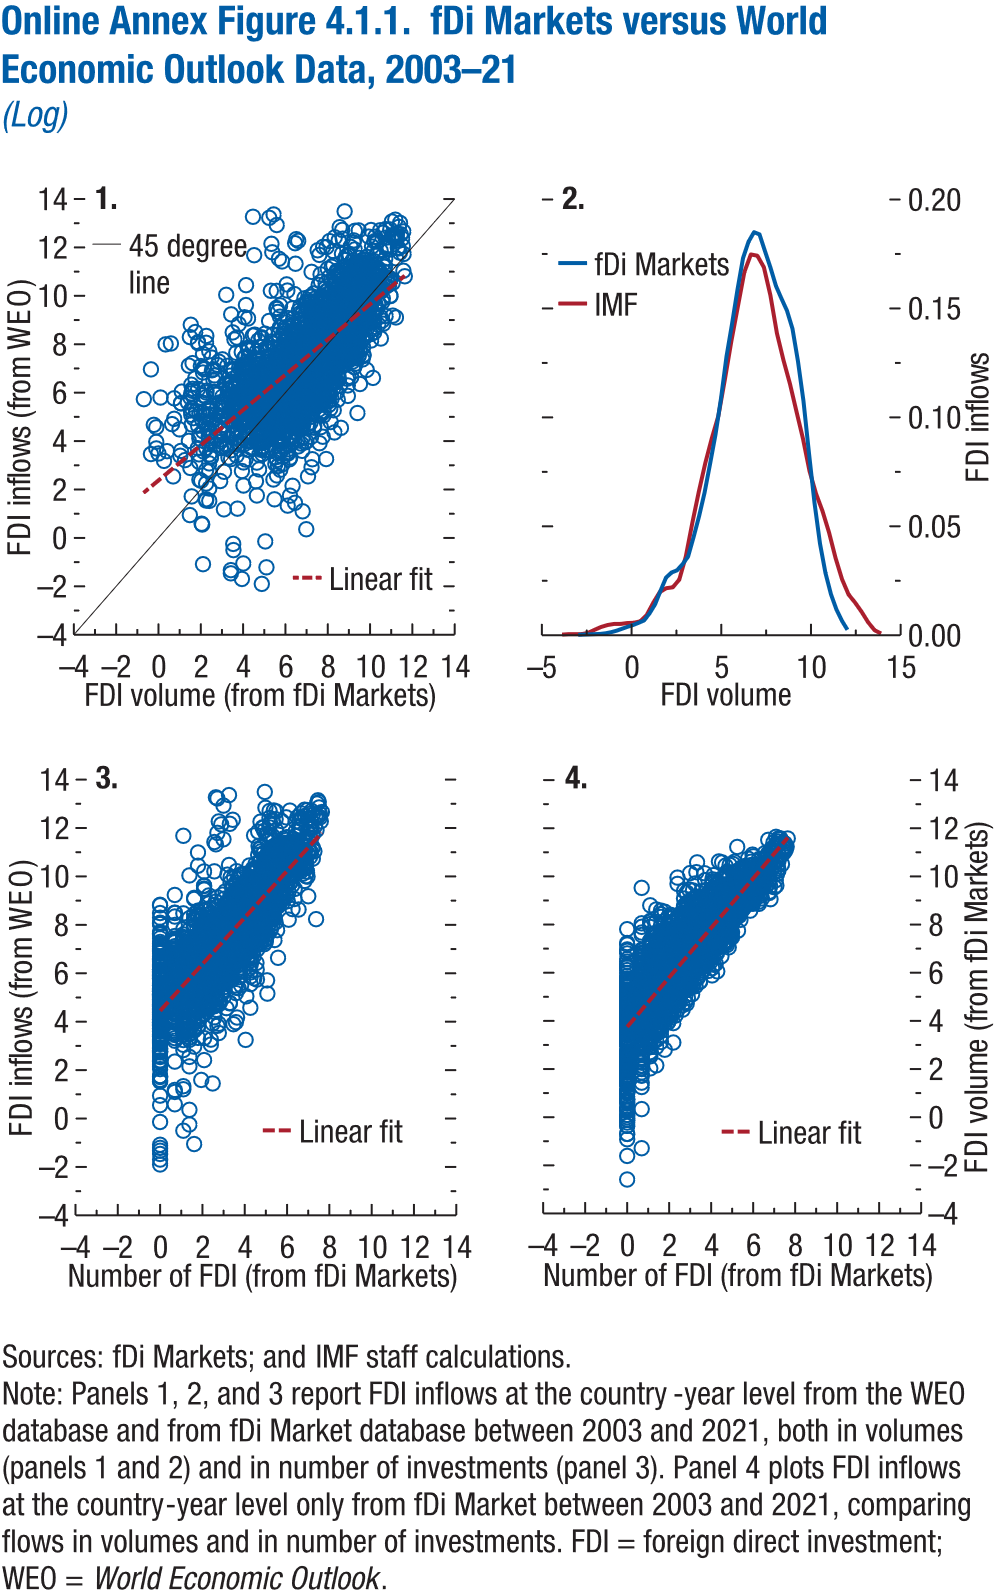 Online Annex Figure 4.1.1.  fDi Markets versus World
Economic Outlook Data, 2003–21
(Log)
1.
14
12
10
8
6
4
2
0
–2
–4
45 degree
line
Linear fit
FDI inflows (from WEO)
–4 –2 0 2 4 6 8 10 12 14
FDI volume (from fDi Markets)
2.
fDi Markets
IMF
0.20
0.15
0.10
0.05
0.00
FDI inflows
–5 0 5 10 15
FDI volume
3.
14
12
10
8
6
4
2
0
–2
–4
Linear fit
FDI inflows (from WEO)
–4 –2 0 2 4 6 8 10 12 14
Number of FDI (from fDi Markets)
4.
14
12
10
8
6
4
2
0
–2
–4
Linear fit
FDI volume (from fDi Markets)
–4 –2 0 2 4 6 8 10 12 14
Number of FDI (from fDi Markets)
Sources: fDi Markets; and IMF staff calculations.
Note: Panels 1, 2, and 3 report FDI inflows at the country -year level from the WEO
database and from fDi Market database between 2003 and 2021, both in volumes
(panels 1 and 2) and in number of investments (panel 3). Panel 4 plots FDI inflows
at the country-year level only from fDi Market between 2003 and 2021, comparing
flows in volumes and in number of investments. FDI = foreign direct investment;
WEO = World Economic Outlook.